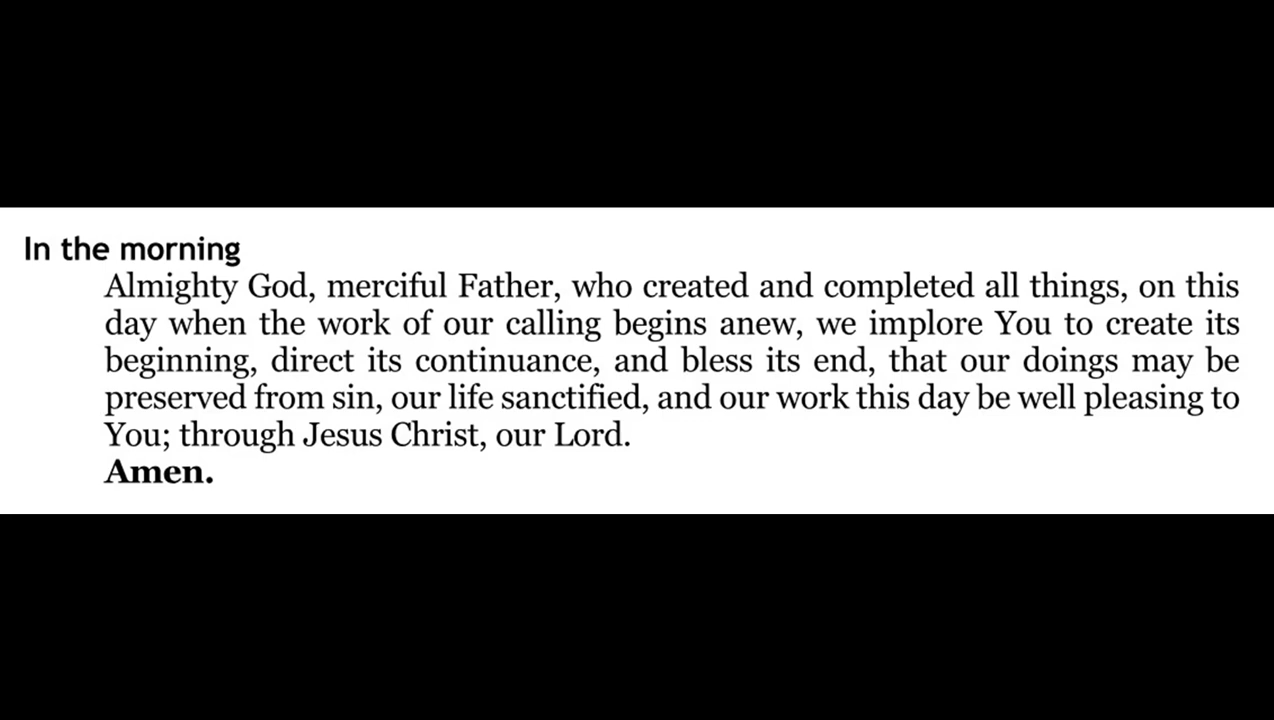 In the morning
Almighty God, merciful Father, who created and completed all things, on this
day when the work of our calling begins anew, we implore You to create its
beginning, direct its continuance, and bless its end, that our doings may be
preserved from sin, our life sanctified, and our work this day be well pleasing to
You; through Jesus Christ, our Lord.
Amen.